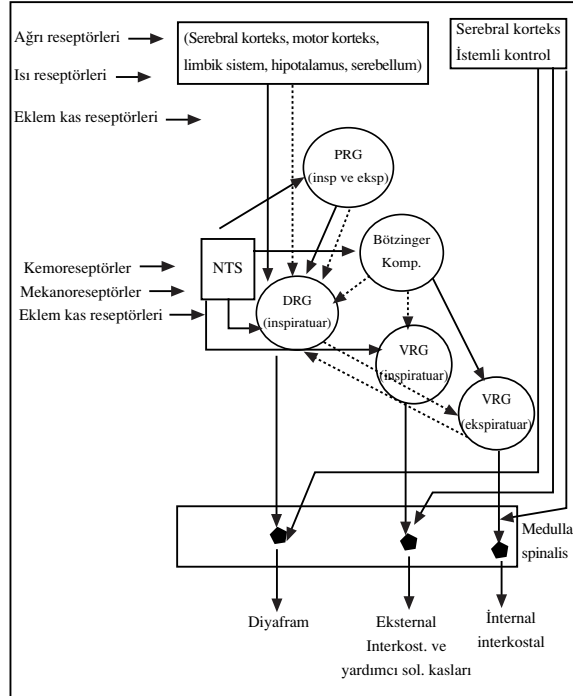 Ağrı reseptörleri
Isı reseptörleri
Eklem kas reseptörleri
(Serebral korteks, motor korteks,
limbik sistem, hipotalamus, serebellum)
Serebral korteks
İstemli kontrol
PRG
(insp ve eksp)
Bötzinger
Komp.
NTS
Kemoreseptörler
Mekanoreseptörler
Eklem kas reseptörleri
DRG
(inspiratuar)
VRG
(inspiratuar)
VRG
(ekspiratuar)
Medulla
spinalis
Diyafram
Eksternal
Interkost. ve
yardımcı sol. kasları
İnternal
interkostal